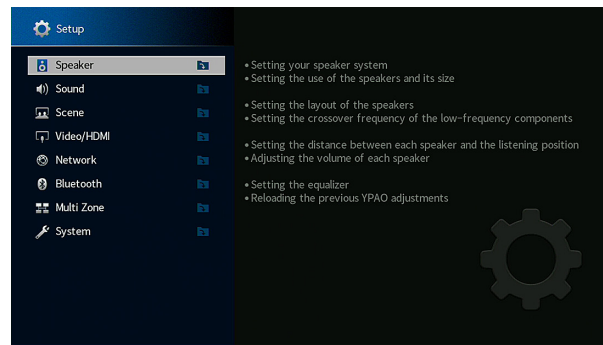 Setup
Speaker
Sound
Scene
Video/HDMI
Network
Bluetooth
Multi Zone
System
• Setting your speaker system
• Setting the use of the speakers and its size
• Setting the layout of the speakers
• Setting the crossover frequency of the low-frequency components
• Setting the distance between each speaker and the listening position
• Adjusting the volume of each speaker
• Setting the equalizer
• Reloading the previous YPAO adjustments